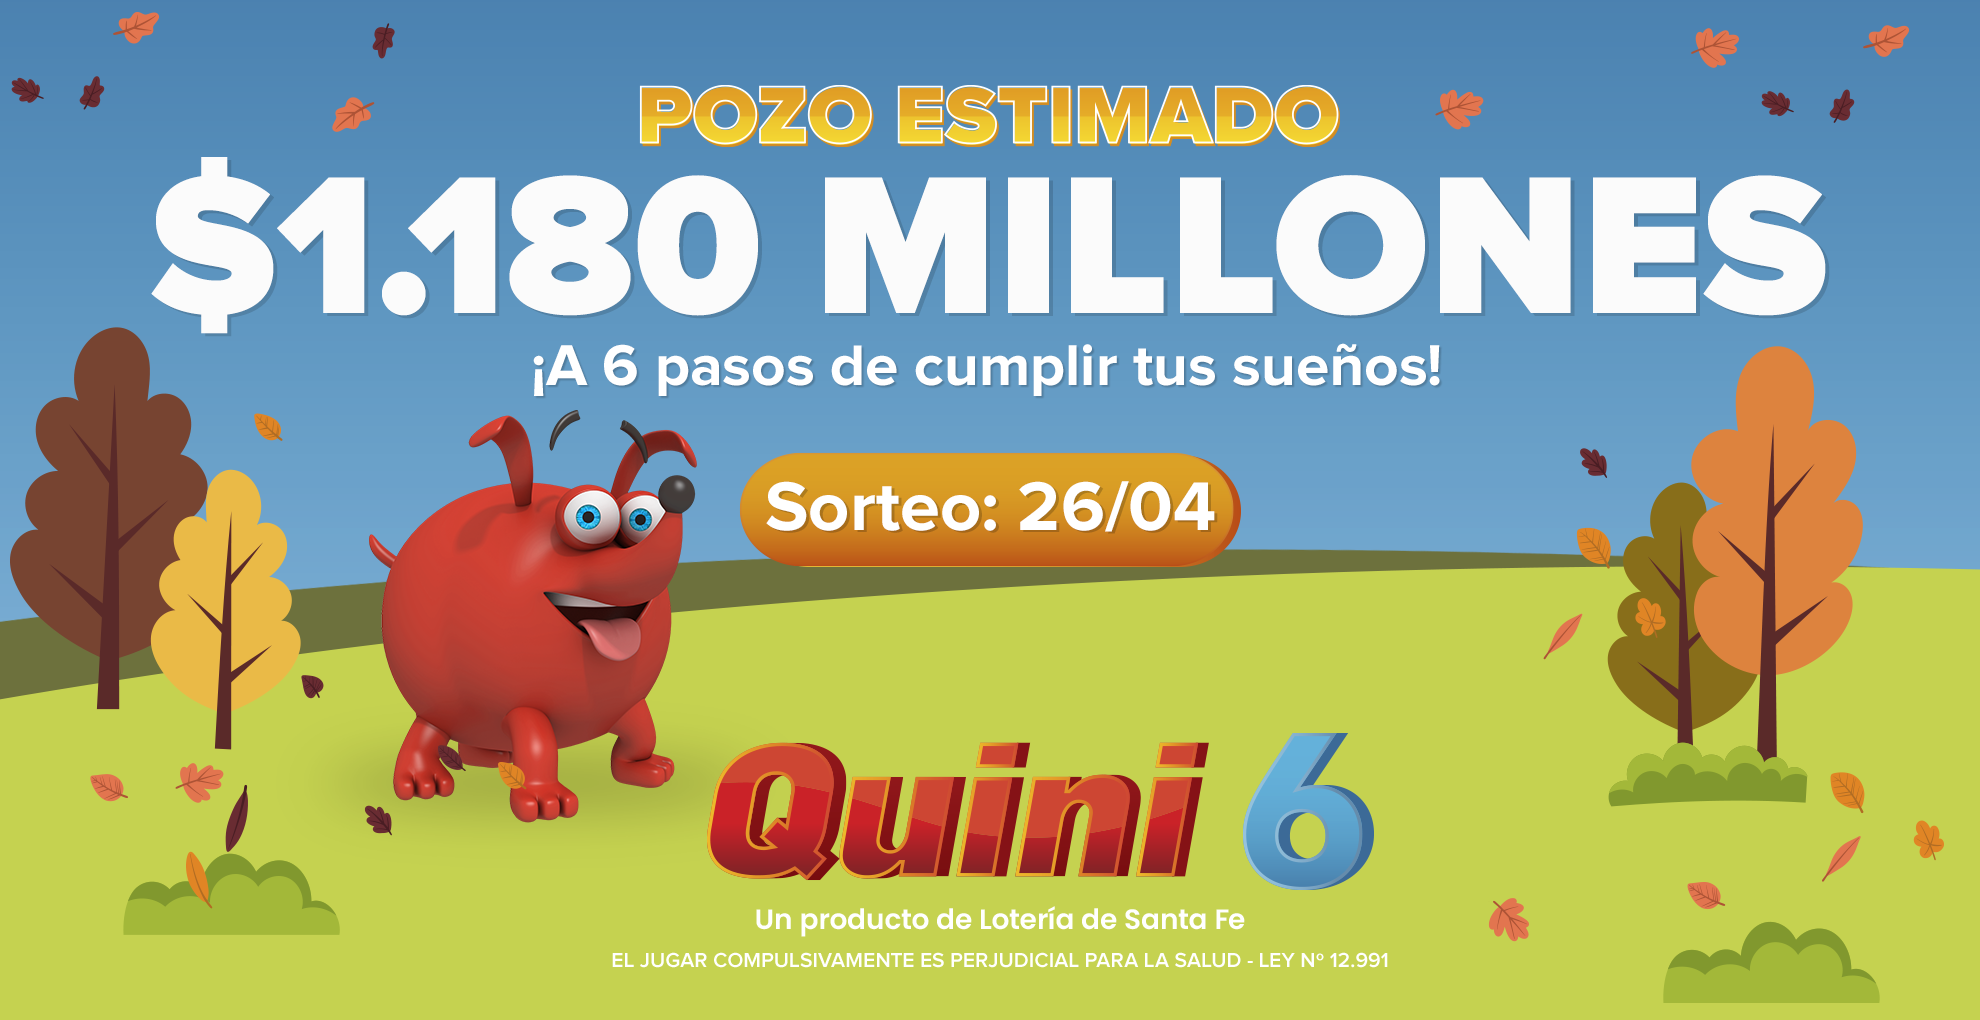 POZO ESTIMADO
$1.180 MILLONES
¡A 6 pasos de cumplir tus sueños!
Sorteo: 26/04
Quini 6
Un producto de Lotería de Santa Fe
EL JUGAR COMPULSIVAMENTE ES PERJUDICIAL PARA LA SALUD - LEY Nº 12.991